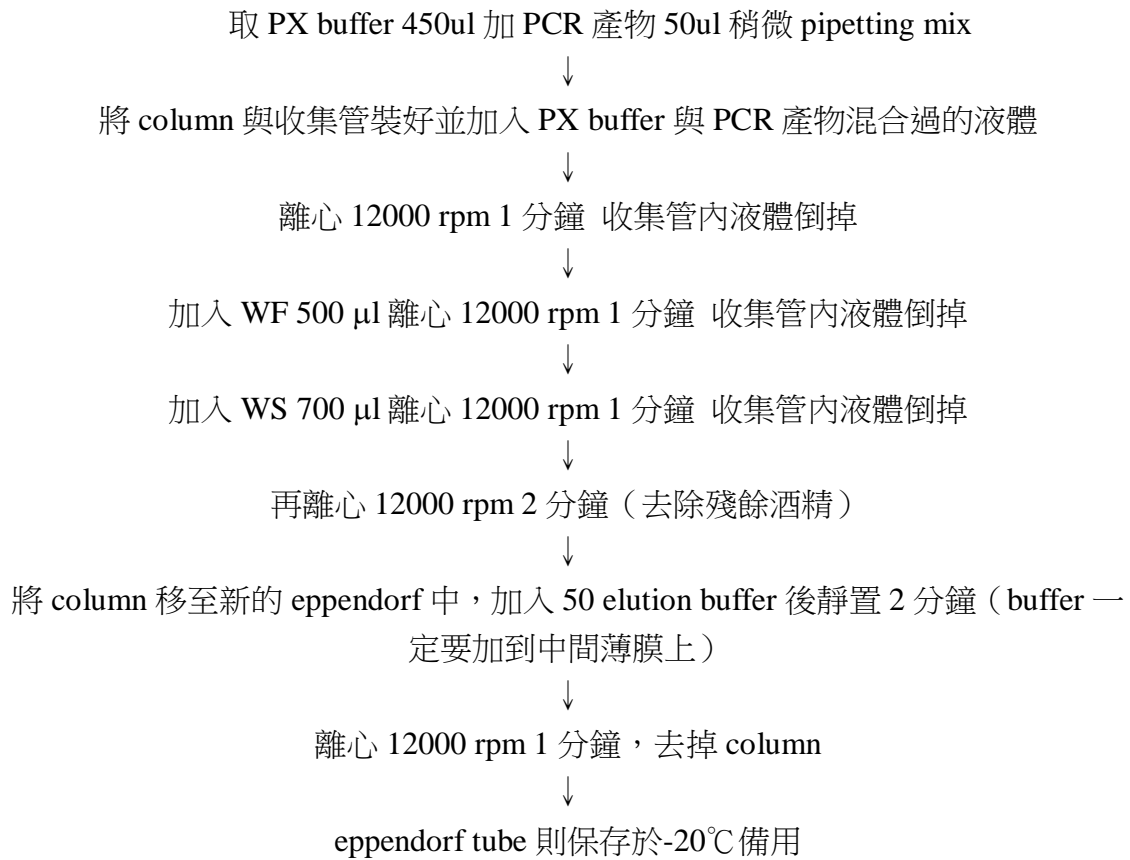 取 PX buffer 450ul 加 PCR 產物 50ul 稍微 pipetting mix
↓
將 column 與收集管裝好並加入 PX buffer 與 PCR 產物混合過的液體
↓
離心 12000 rpm 1 分鐘 收集管內液體倒掉
↓
加入 WF 500 μl 離心 12000 rpm 1 分鐘 收集管內液體倒掉
↓
加入 WS 700 μl 離心 12000 rpm 1 分鐘 收集管內液體倒掉
↓
再離心 12000 rpm 2 分鐘（去除殘餘酒精）
↓
將 column 移至新的 eppendorf 中，加入 50 elution buffer 後靜置 2 分鐘（buffer 一
定要加到中間薄膜上）
↓
離心 12000 rpm 1 分鐘，去掉 column
↓
eppendorf tube 則保存於-20℃備用